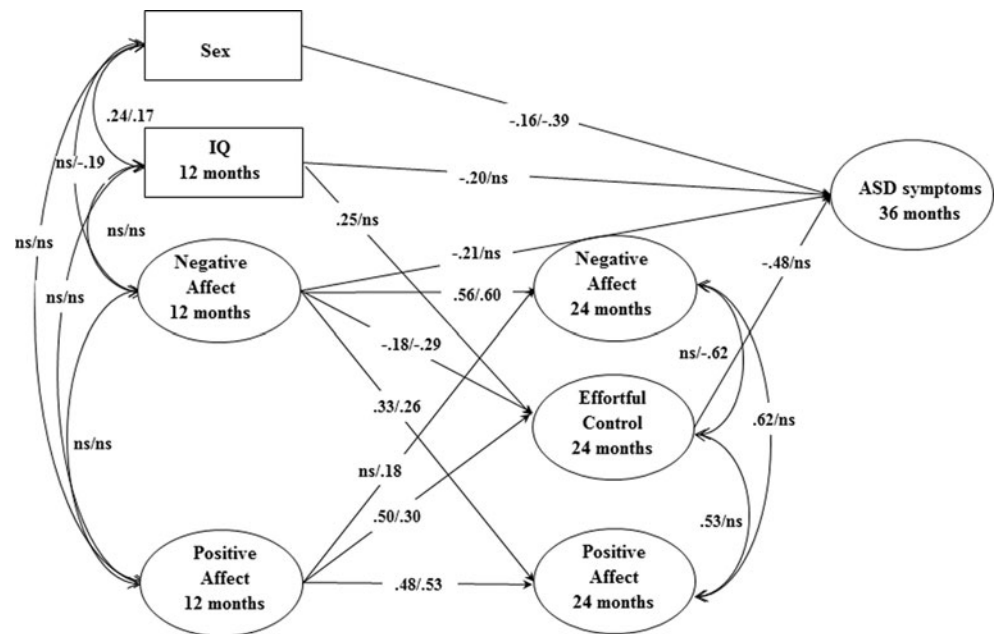 Sex
-.16/-.39
.24/.17
IQ
12 months
ns/-.19
-.20/ns
ASD symptoms
36 months
.25/ns
ns/ns
ns/ns
-.21/ns
Negative
Affect
12 months
Negative
Affect
24 months
-.48/ns
ns/ns
.56/.60
-.18/-.29
ns/-.62
Effortful
Control
24 months
.33/.26
.62/ns
ns/ns
ns/.18
.50/.30
.53/ns
Positive
Affect
12 months
.48/.53
Positive
Affect
24 months